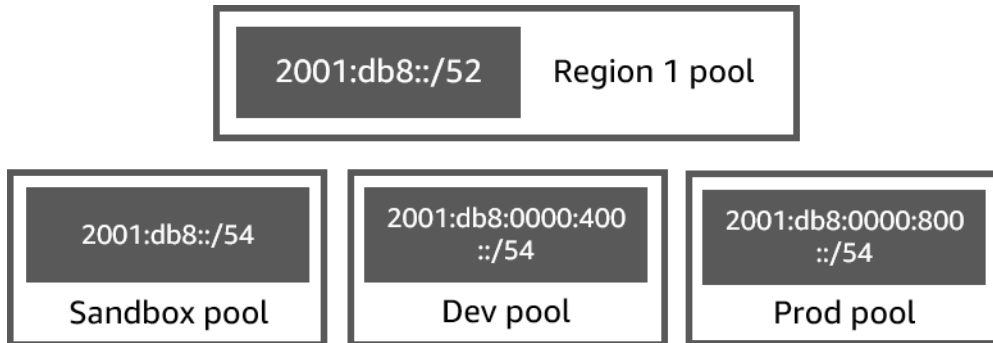 2001:db8::/52
Region 1 pool
2001:db8::/54
Sandbox pool
2001:db8:0000:400
::/54
Dev pool
2001:db8:0000:800
::/54
Prod pool